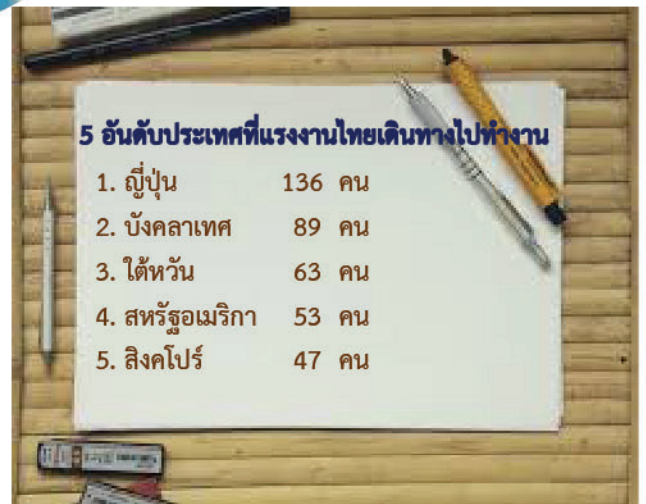 5 อันดับประเทศที่แรงงานไทยเดินทางไปทำงาน
1. ญี่ปุ่น 136 คน
2. บังคลาเทศ 89 คน
3. ใต้หวัน 63 คน
4. สหรัฐอเมริกา 53 คน
5. สิงคโปร์ 47 คน